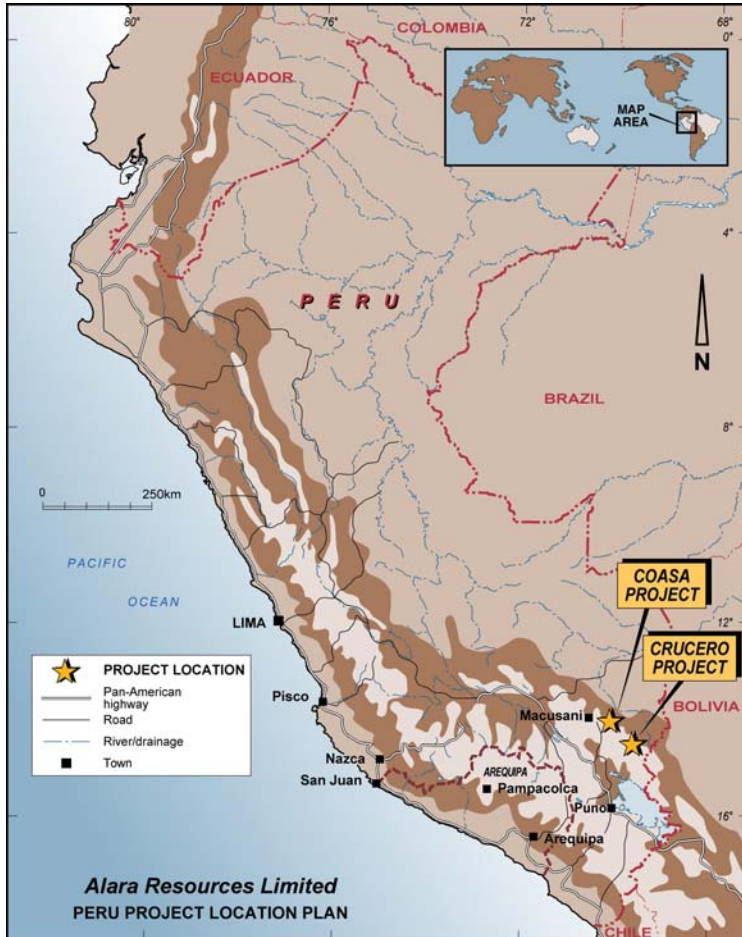 80°
76°
72°
68°
COLOMBIA
0°
ECUADOR
MAP
AREA
4°
PERU
N
BRAZIL
8°
0 250km
PACIFIC
OCEAN
COASA
PROJECT
12°
LIMA
CRUCERO
PROJECT
PROJECT LOCATION
Pan-American
highway
Road
River/drainage
Town
Pisco
Macusani
BOLIVIA
Nazca
San Juan
AREQUIPA
Pampacolca
Puno
16°
Arequipa
Alara Resources Limited
PERU PROJECT LOCATION PLAN
CHILE